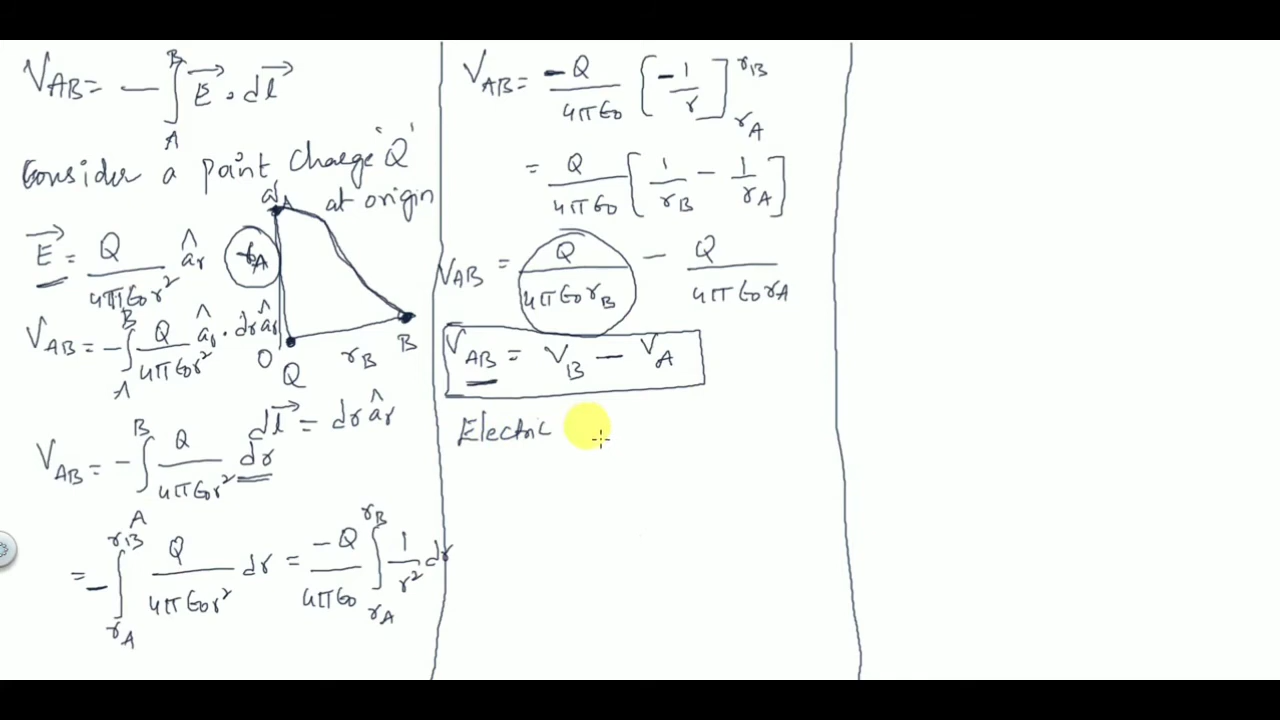 V_AB = - ∫_A^B E⃗ . dl⃗
Consider a point charge 'Q'
at origin
E⃗ = Q / 4πϵ₀r² â_r
A
r_A
O
Q
r_B
B
V_AB = - ∫_A^B Q / 4πϵ₀r² â_r . dr â_r
dl⃗ = dr â_r
V_AB = - ∫_A^B Q / 4πϵ₀r² dr
= - ∫_{r_A}^{r_B} Q / 4πϵ₀r² dr = -Q / 4πϵ₀ ∫_{r_A}^{r_B} 1/r² dr
V_AB = -Q / 4πϵ₀ [ -1/r ]_{r_A}^{r_B}
= Q / 4πϵ₀ [ 1/r_B - 1/r_A ]
V_AB = Q / 4πϵ₀r_B - Q / 4πϵ₀r_A
V_AB = V_B - V_A
Electric